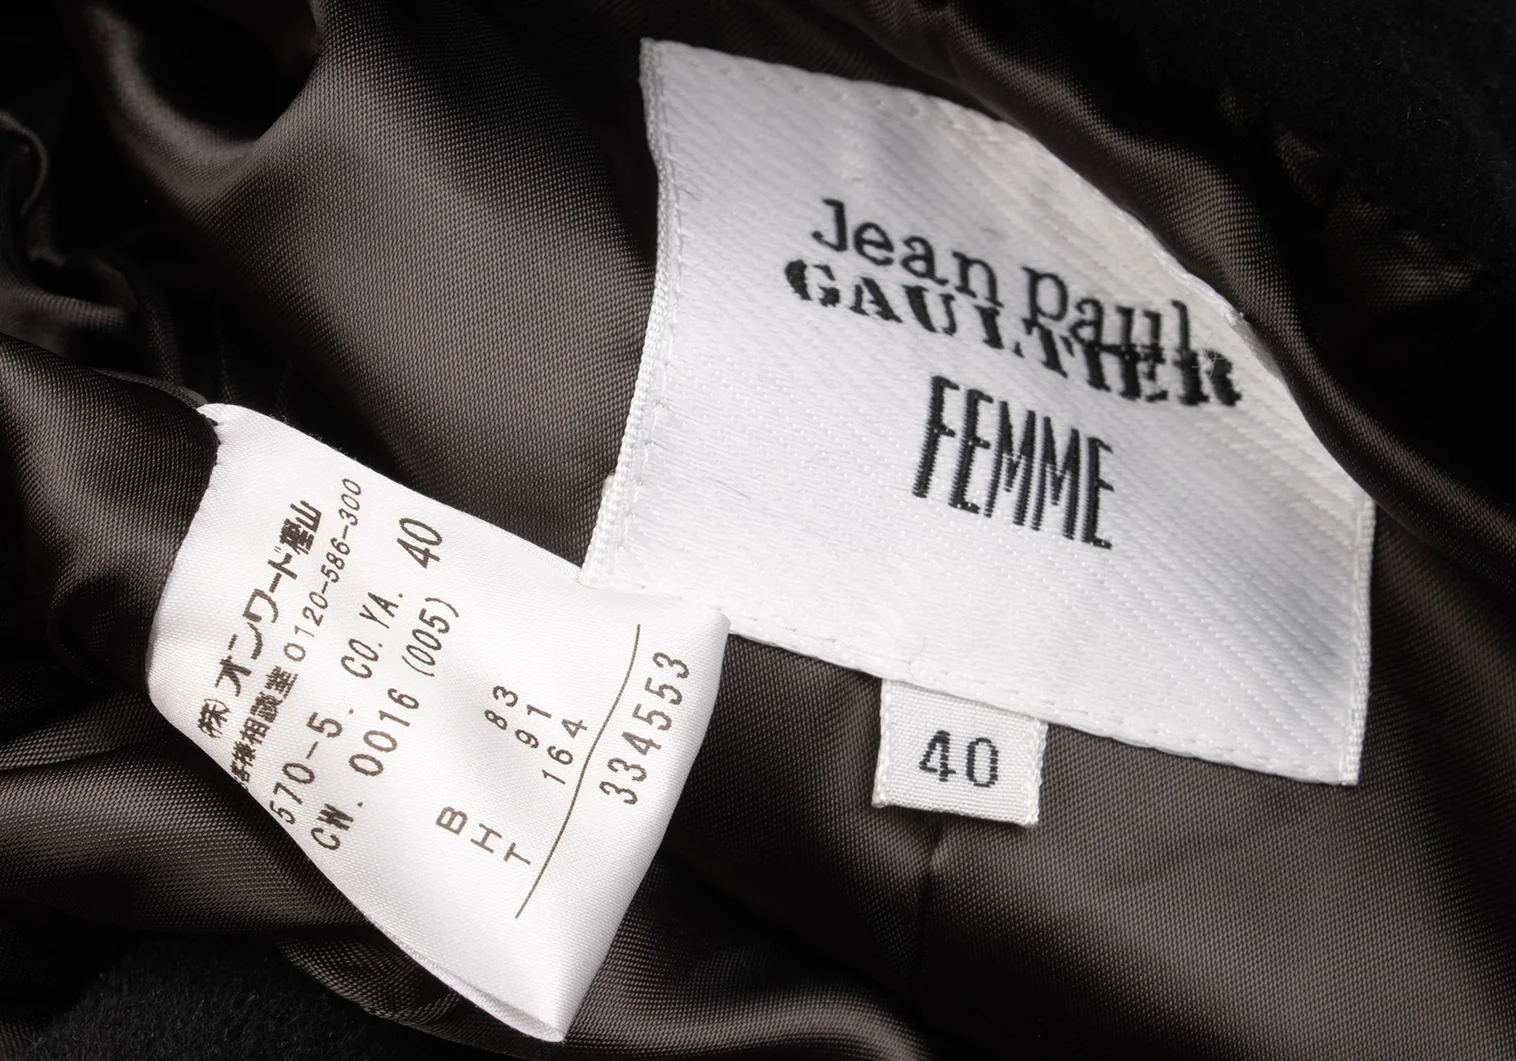 Jean Paul
GAULTIER
FEMME
40
(株)オンワード樫山
お客様相談室 0120-586-300
570-5. CO.YA. 40
CW. 0016 (005)
B 83
H 91
T 164
334553